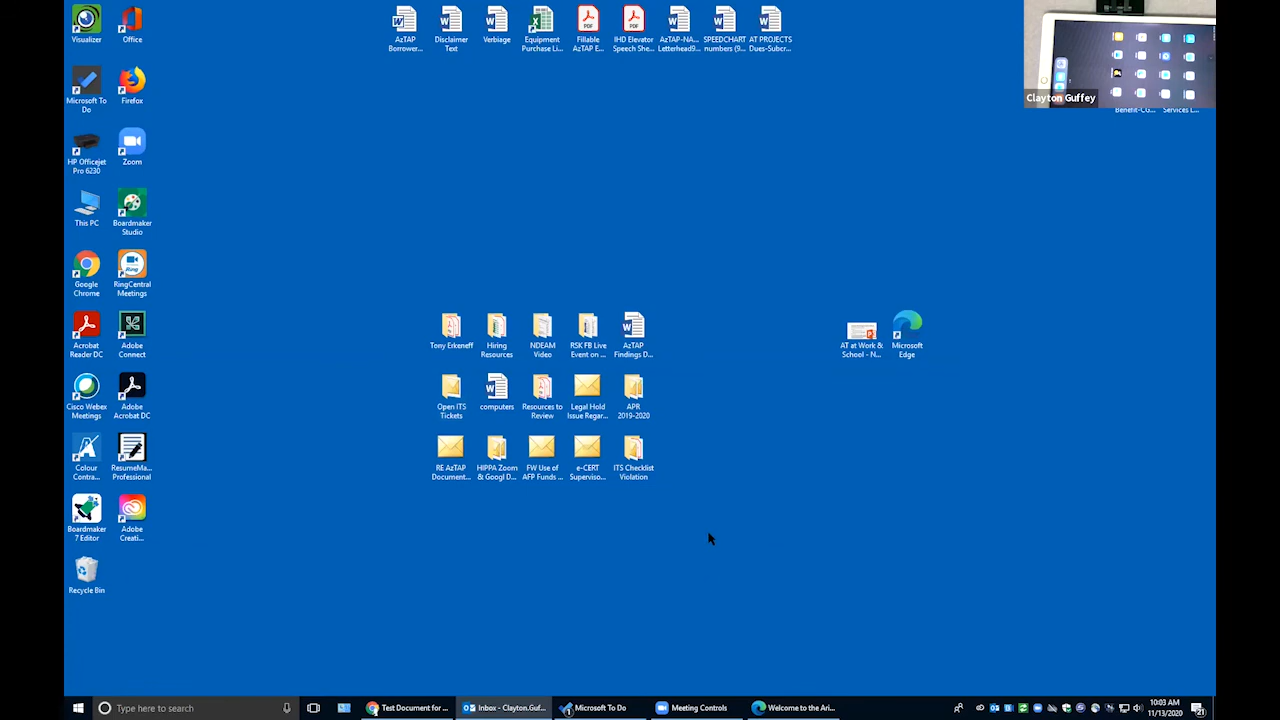 Visualizer
Office
Microsoft To
Do
Firefox
HP Officejet
Pro 6230
Zoom
This PC
Boardmaker
Studio
Google
Chrome
RingCentral
Meetings
Acrobat
Reader DC
Adobe
Connect
Cisco Webex
Meetings
Adobe
Acrobat DC
Colour
Contra...
ResumeMa...
Professional
Boardmaker
7 Editor
Adobe
Creati...
Recycle Bin
AzTAP
Borrower...
Disclaimer
Text
Verbiage
Equipment
Purchase Li...
Fillable
AzTAP E...
IHD Elevator
Speech She...
AzTAP-NA...
Letterhead9...
SPEEDCHART
numbers (9...
AT PROJECTS
Dues-Subcr...
Clayton Guffey
Benefit-CG...
Services L...
Tony Erkeneff
Hiring
Resources
NDEAM
Video
RSK FB Live
Event on ...
AzTAP
Findings D...
Open ITS
Tickets
computers
Resources to
Review
Legal Hold
Issue Regar...
APR
2019-2020
RE AzTAP
Document...
HIPPA Zoom
& Googl D...
FW Use of
AFP Funds ...
e-CERT
Superviso...
ITS Checklist
Violation
AT at Work &
School - N...
Microsoft
Edge
Type here to search
Test Document for ...
Inbox - Clayton.Guf...
Microsoft To Do
Meeting Controls
Welcome to the Ari...
10:03 AM
11/13/2020
21